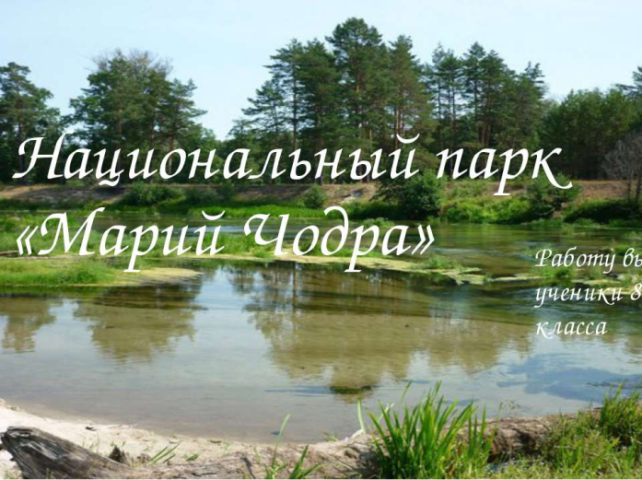 Национальный парк
«Марий Чодра»
Работу
ученики 8
класса